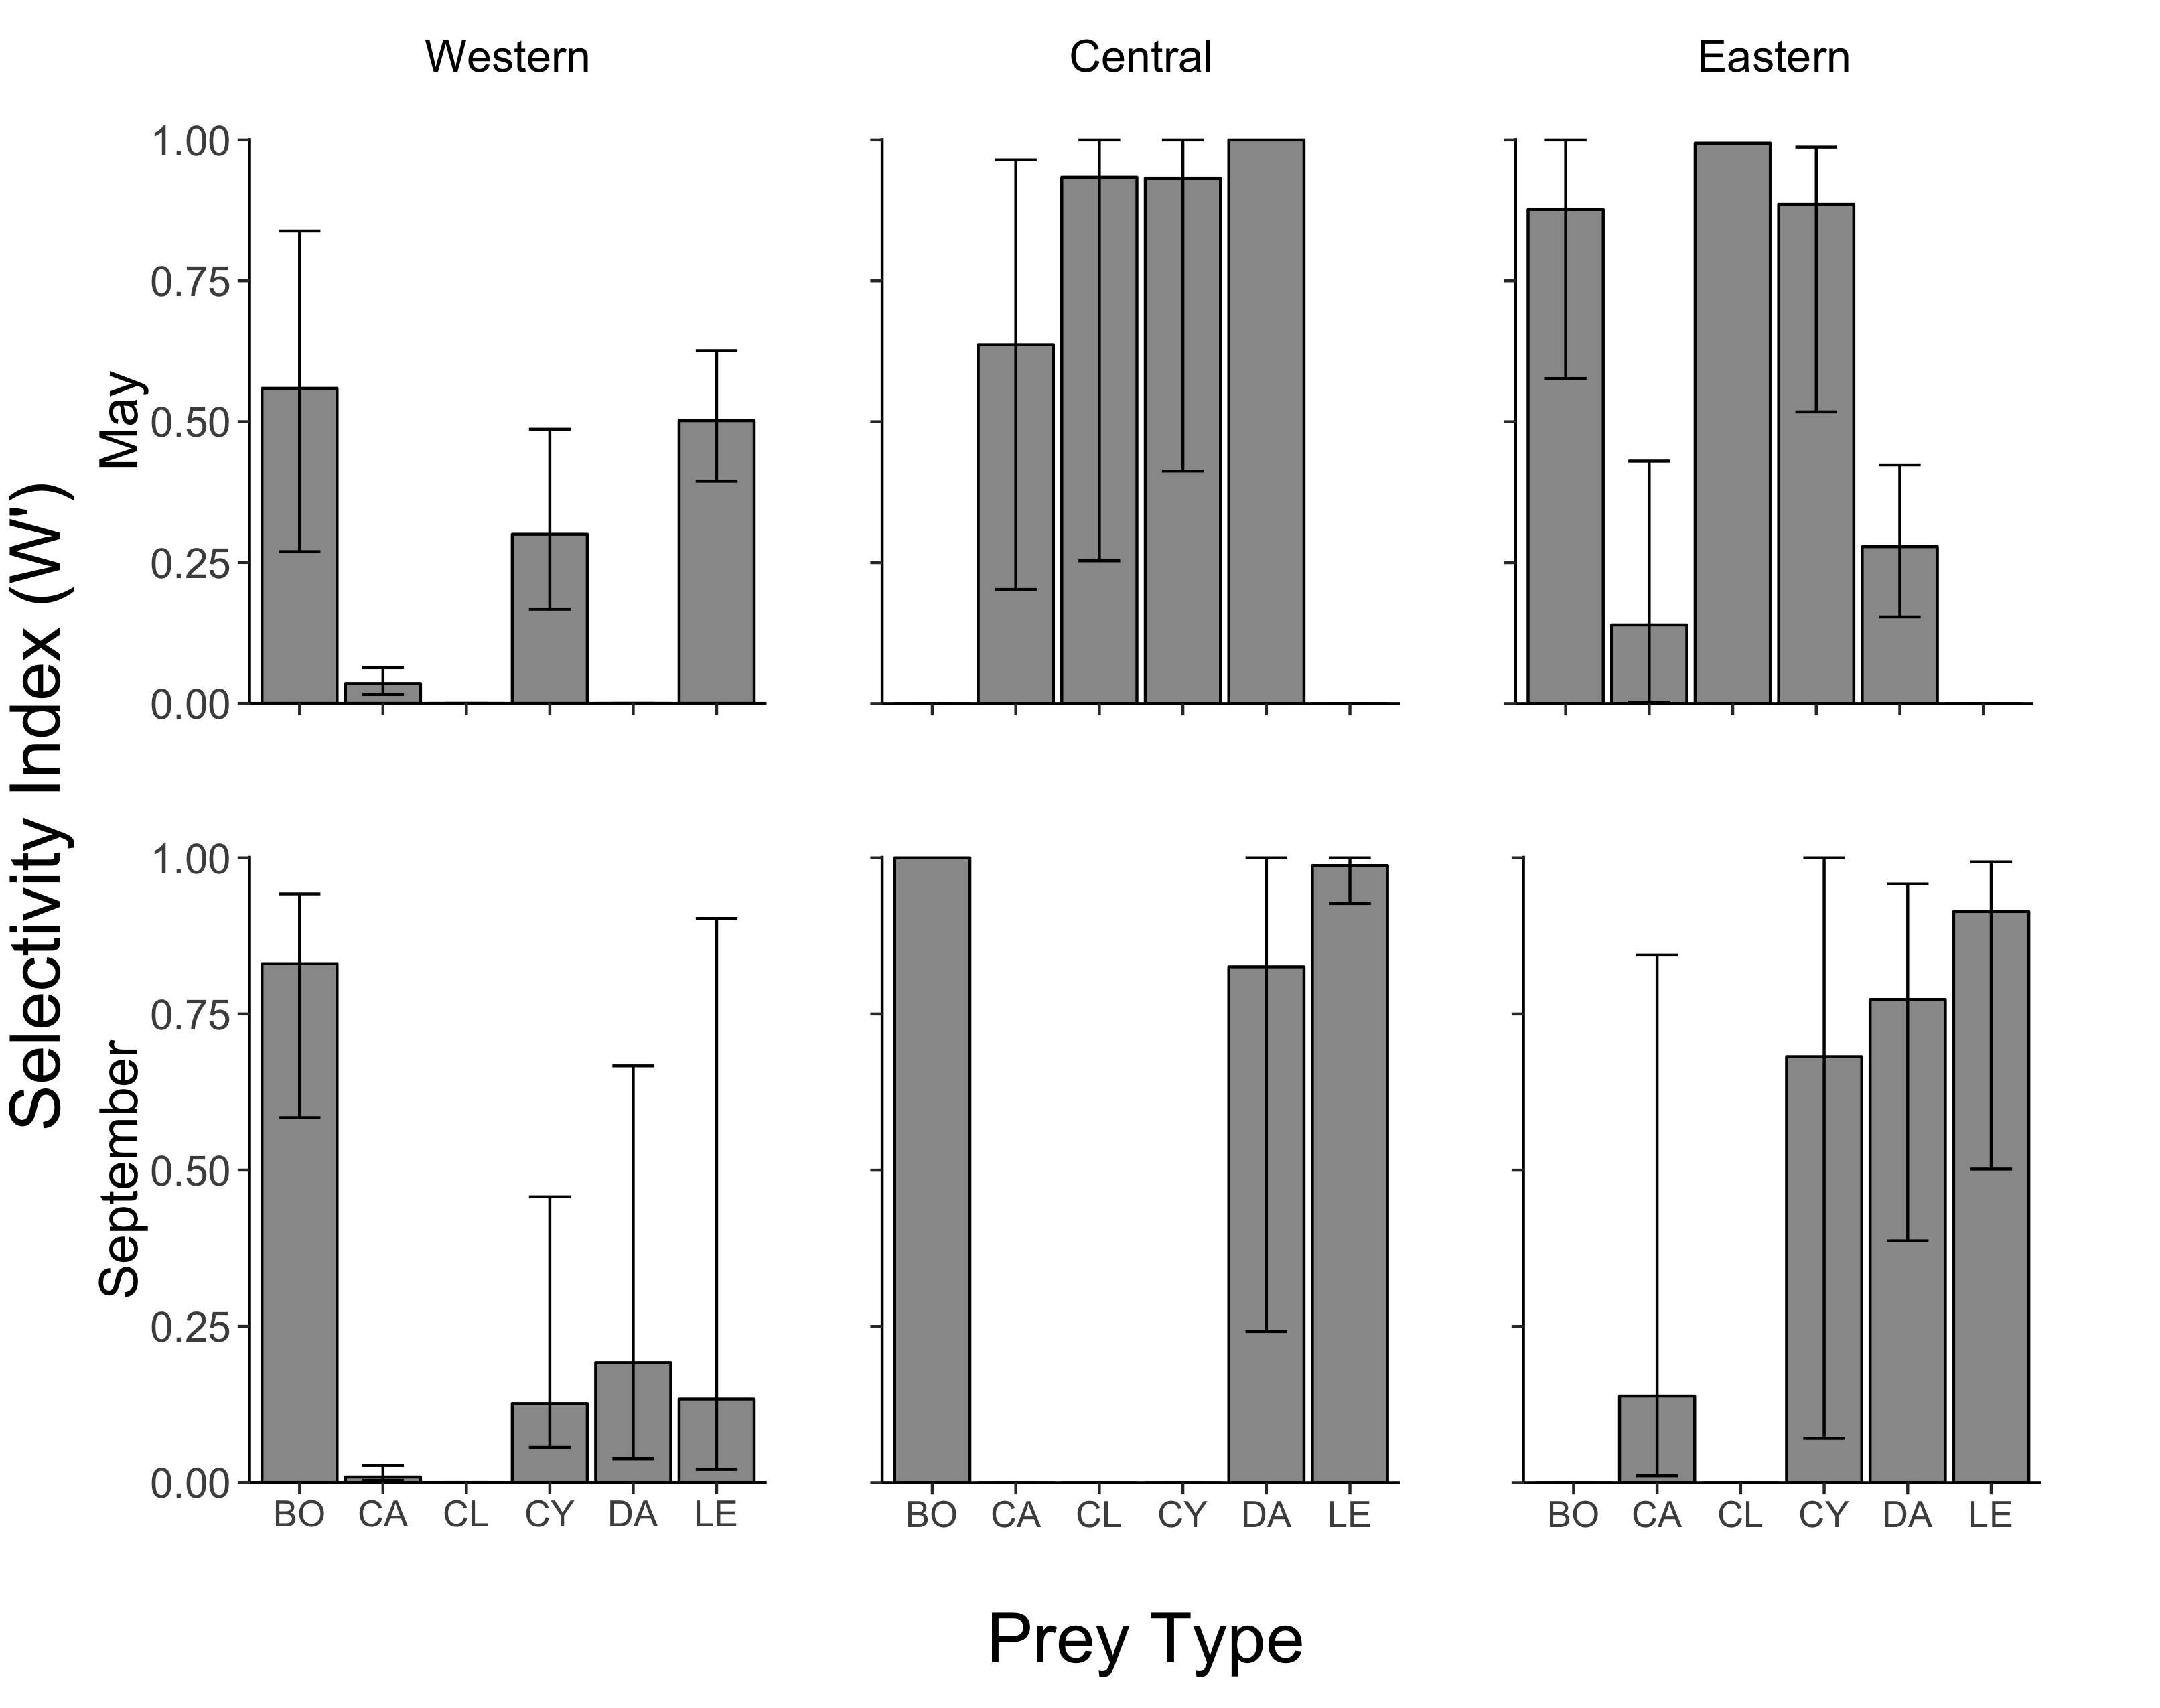 Western Central Eastern
Selectivity Index (W')
May
1.00
0.75
0.50
0.25
0.00
September
1.00
0.75
0.50
0.25
0.00
BO CA CL CY DA LE BO CA CL CY DA LE BO CA CL CY DA LE
Prey Type